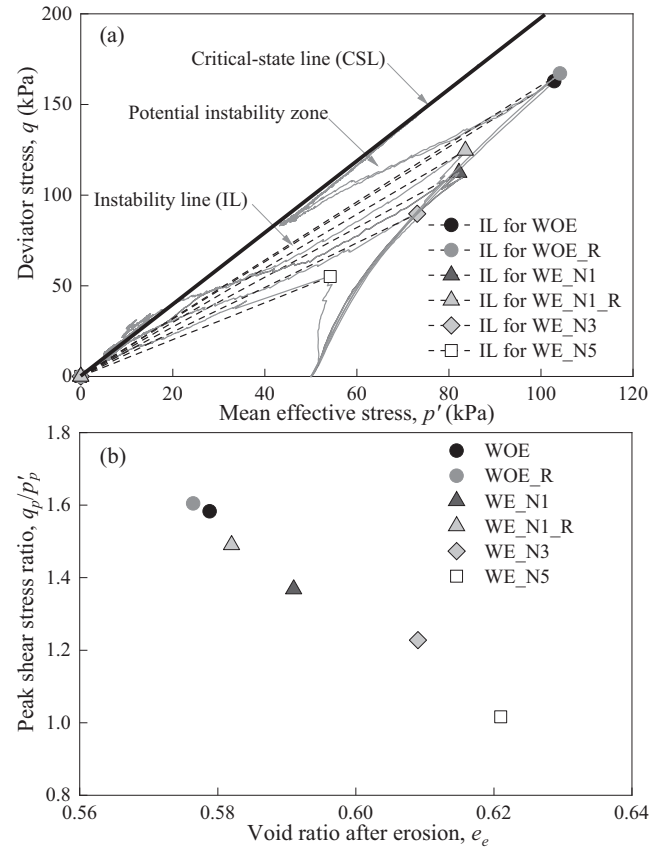 (a)
200
150
100
50
0
Deviator stress, q (kPa)
Critical-state line (CSL)
Potential instability zone
Instability line (IL)
IL for WOE
IL for WOE_R
IL for WE_N1
IL for WE_N1_R
IL for WE_N3
IL for WE_N5
0 20 40 60 80 100 120
Mean effective stress, p′ (kPa)
(b)
1.8
1.6
1.4
1.2
1.0
0.8
Peak shear stress ratio, qp/p′p
WOE
WOE_R
WE_N1
WE_N1_R
WE_N3
WE_N5
0.56 0.58 0.60 0.62 0.64
Void ratio after erosion, ee